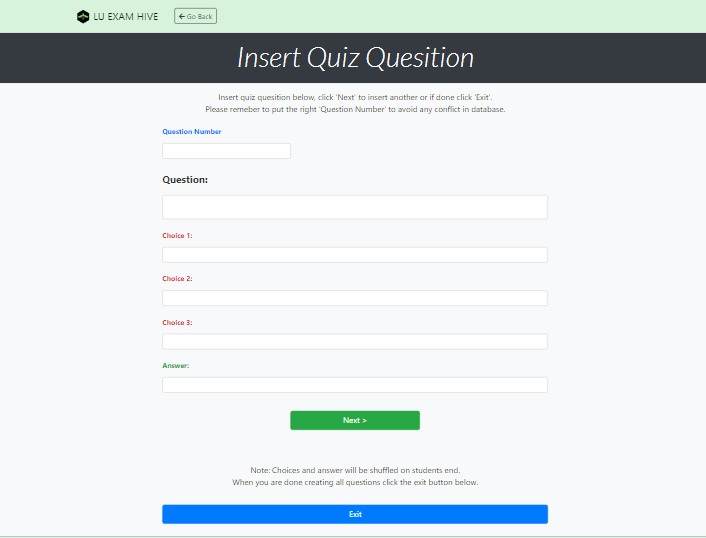 LU EXAM HIVE
← Go Back
Insert Quiz Quesition
Insert quiz quesition below, click 'Next' to insert another or if done click 'Exit'.
Please remeber to put the right 'Question Number' to avoid any conflict in database.
Question Number
Question:
Choice 1:
Choice 2:
Choice 3:
Answer:
Next >
Note: Choices and answer will be shuffled on students end.
When you are done creating all questions click the exit button below.
Exit